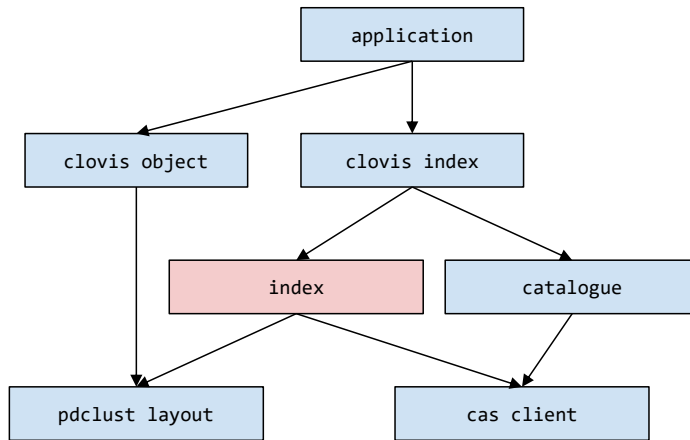 application
clovis object
clovis index
index
catalogue
pdclust layout
cas client